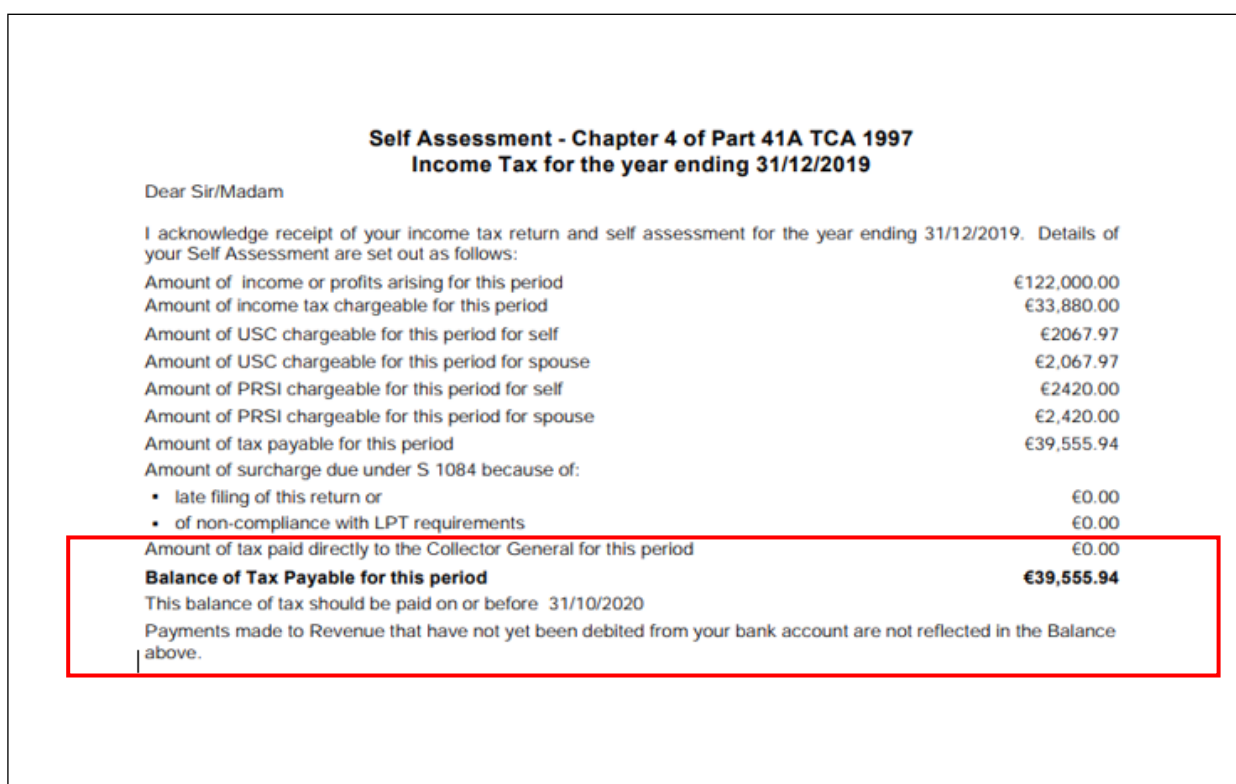 Self Assessment - Chapter 4 of Part 41A TCA 1997
Income Tax for the year ending 31/12/2019
Dear Sir/Madam
I acknowledge receipt of your income tax return and self assessment for the year ending 31/12/2019. Details of
your Self Assessment are set out as follows:
Amount of income or profits arising for this period €122,000.00
Amount of income tax chargeable for this period €33,880.00
Amount of USC chargeable for this period for self €2067.97
Amount of USC chargeable for this period for spouse €2,067.97
Amount of PRSI chargeable for this period for self €2420.00
Amount of PRSI chargeable for this period for spouse €2,420.00
Amount of tax payable for this period €39,555.94
Amount of surcharge due under S 1084 because of:
▪ late filing of this return or €0.00
▪ of non-compliance with LPT requirements €0.00
Amount of tax paid directly to the Collector General for this period €0.00
Balance of Tax Payable for this period €39,555.94
This balance of tax should be paid on or before 31/10/2020
Payments made to Revenue that have not yet been debited from your bank account are not reflected in the Balance
above.